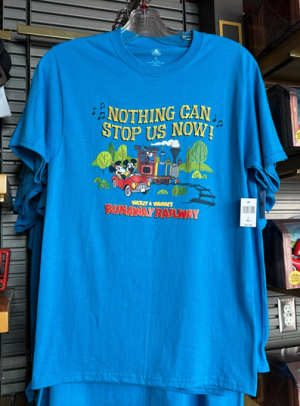 NOTHING CAN
STOP US NOW!
MICKEY & MINNIE'S
RUNAWAY RAILWAY